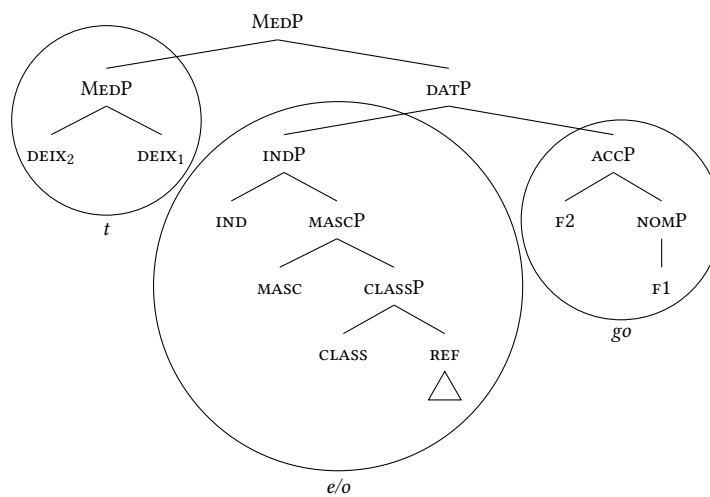 MedP
MedP datP
deix₂ deix₁ indP accP
ind mascP f2 nomP
t
masc classP f1
go
class ref
e/o